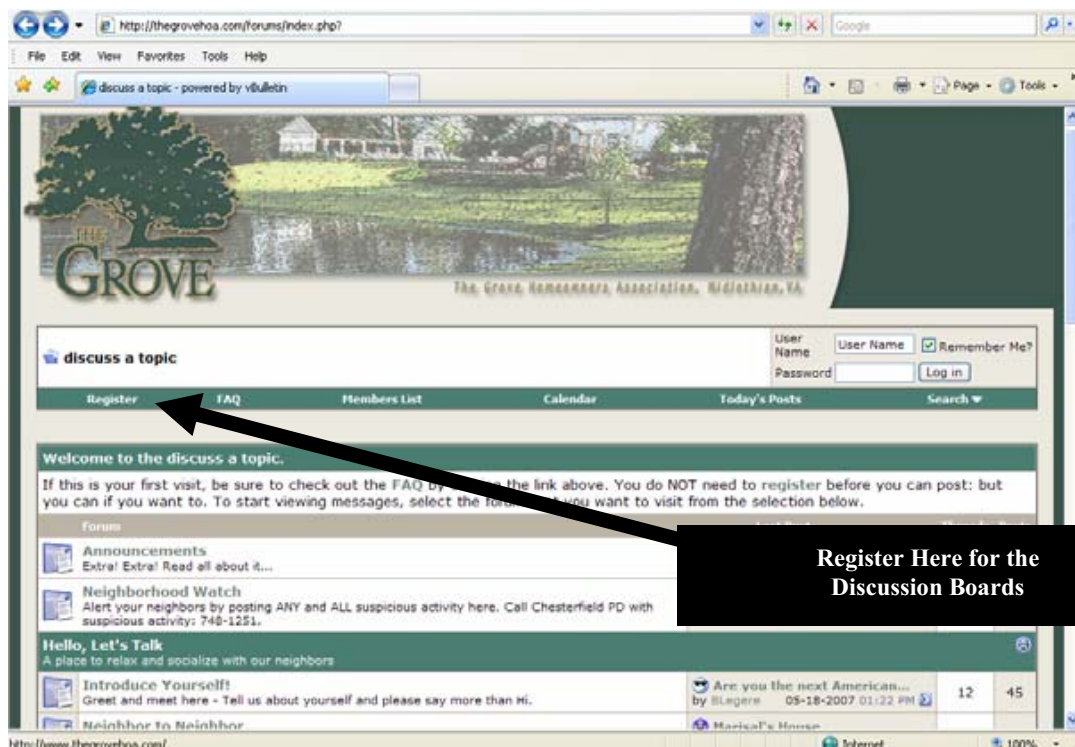 http://thegrovehoa.com/forums/index.php?
Google
File Edit View Favorites Tools Help
discuss a topic - powered by vBulletin
Page Tools
THE
GROVE
The Grove Homeowners Association, Midlothian, VA
discuss a topic
User Name User Name Remember Me?
Password Log in
Register FAQ Members List Calendar Today's Posts Search
Welcome to the discuss a topic.
If this is your first visit, be sure to check out the FAQ by the link above. You do NOT need to register before you can post: but
you can if you want to. To start viewing messages, select the you want to visit from the selection below.
Forum
Register Here for the
Discussion Boards
Announcements
Extra! Extra! Read all about it...
Neighborhood Watch
Alert your neighbors by posting ANY and ALL suspicious activity here. Call Chesterfield PD with
suspicious activity: 748-1251.
Hello, Let's Talk
A place to relax and socialize with our neighbors
Introduce Yourself!
Greet and meet here - Tell us about yourself and please say more than Hi.
Are you the next American...
by BLegere 05-18-2007 01:22 PM
12 45
Neighbor to Neighbor
Marisal's House
http://www.thegrovehoa.com/
Internet 100%